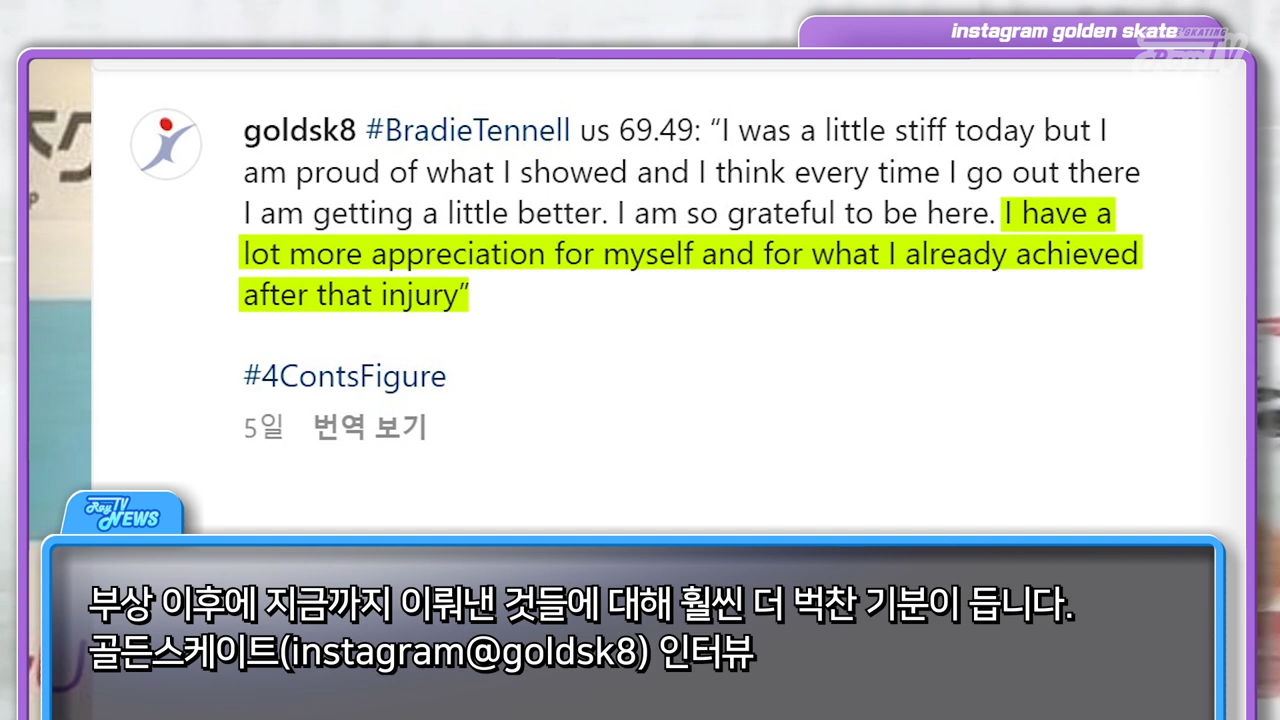 instagram golden skate
goldsk8 #BradieTennell us 69.49: “I was a little stiff today but I
am proud of what I showed and I think every time I go out there
I am getting a little better. I am so grateful to be here. I have a
lot more appreciation for myself and for what I already achieved
after that injury”
#4ContsFigure
5일 번역 보기
RoyTV
NEWS
부상 이후에 지금까지 이뤄낸 것들에 대해 훨씬 더 벅찬 기분이 듭니다.
골든스케이트(instagram@goldsk8) 인터뷰